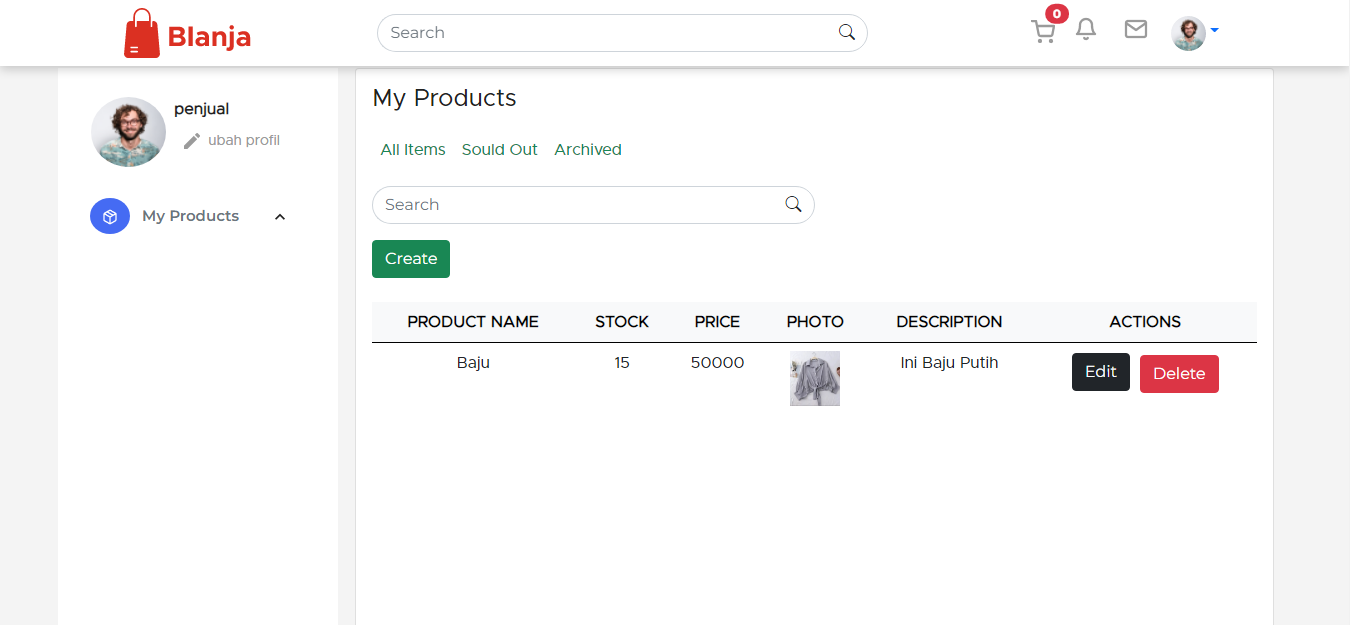 Blanja
Search
0
penjual
ubah profil
My Products
My Products
All Items Sould Out Archived
Search
Create
PRODUCT NAME STOCK PRICE PHOTO DESCRIPTION ACTIONS
Baju 15 50000 Ini Baju Putih Edit Delete